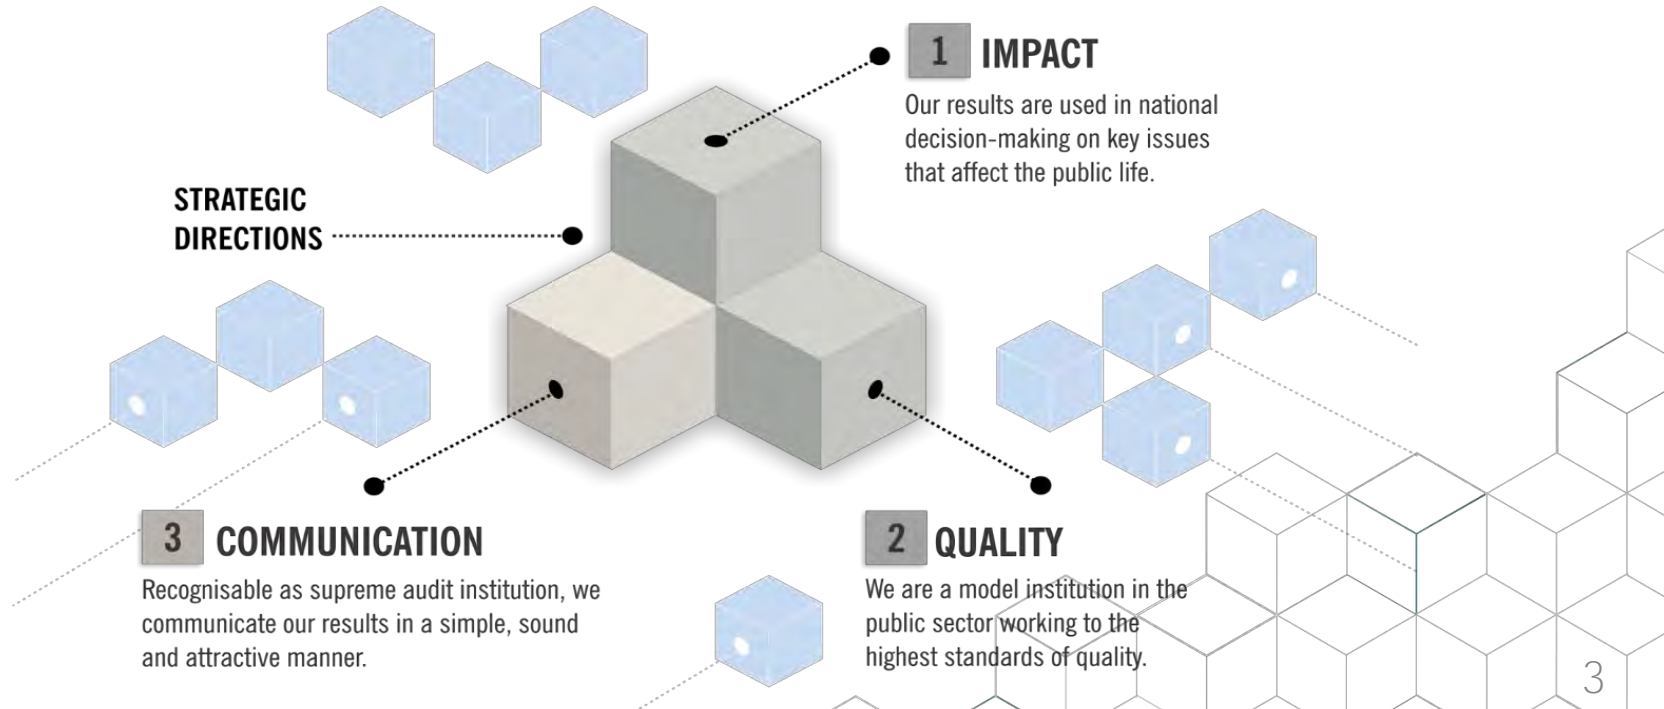 1 IMPACT
Our results are used in national
decision-making on key issues
that affect the public life.
STRATEGIC
DIRECTIONS
3 COMMUNICATION
Recognisable as supreme audit institution, we
communicate our results in a simple, sound
and attractive manner.
2 QUALITY
We are a model institution in the
public sector working to the
highest standards of quality.
3